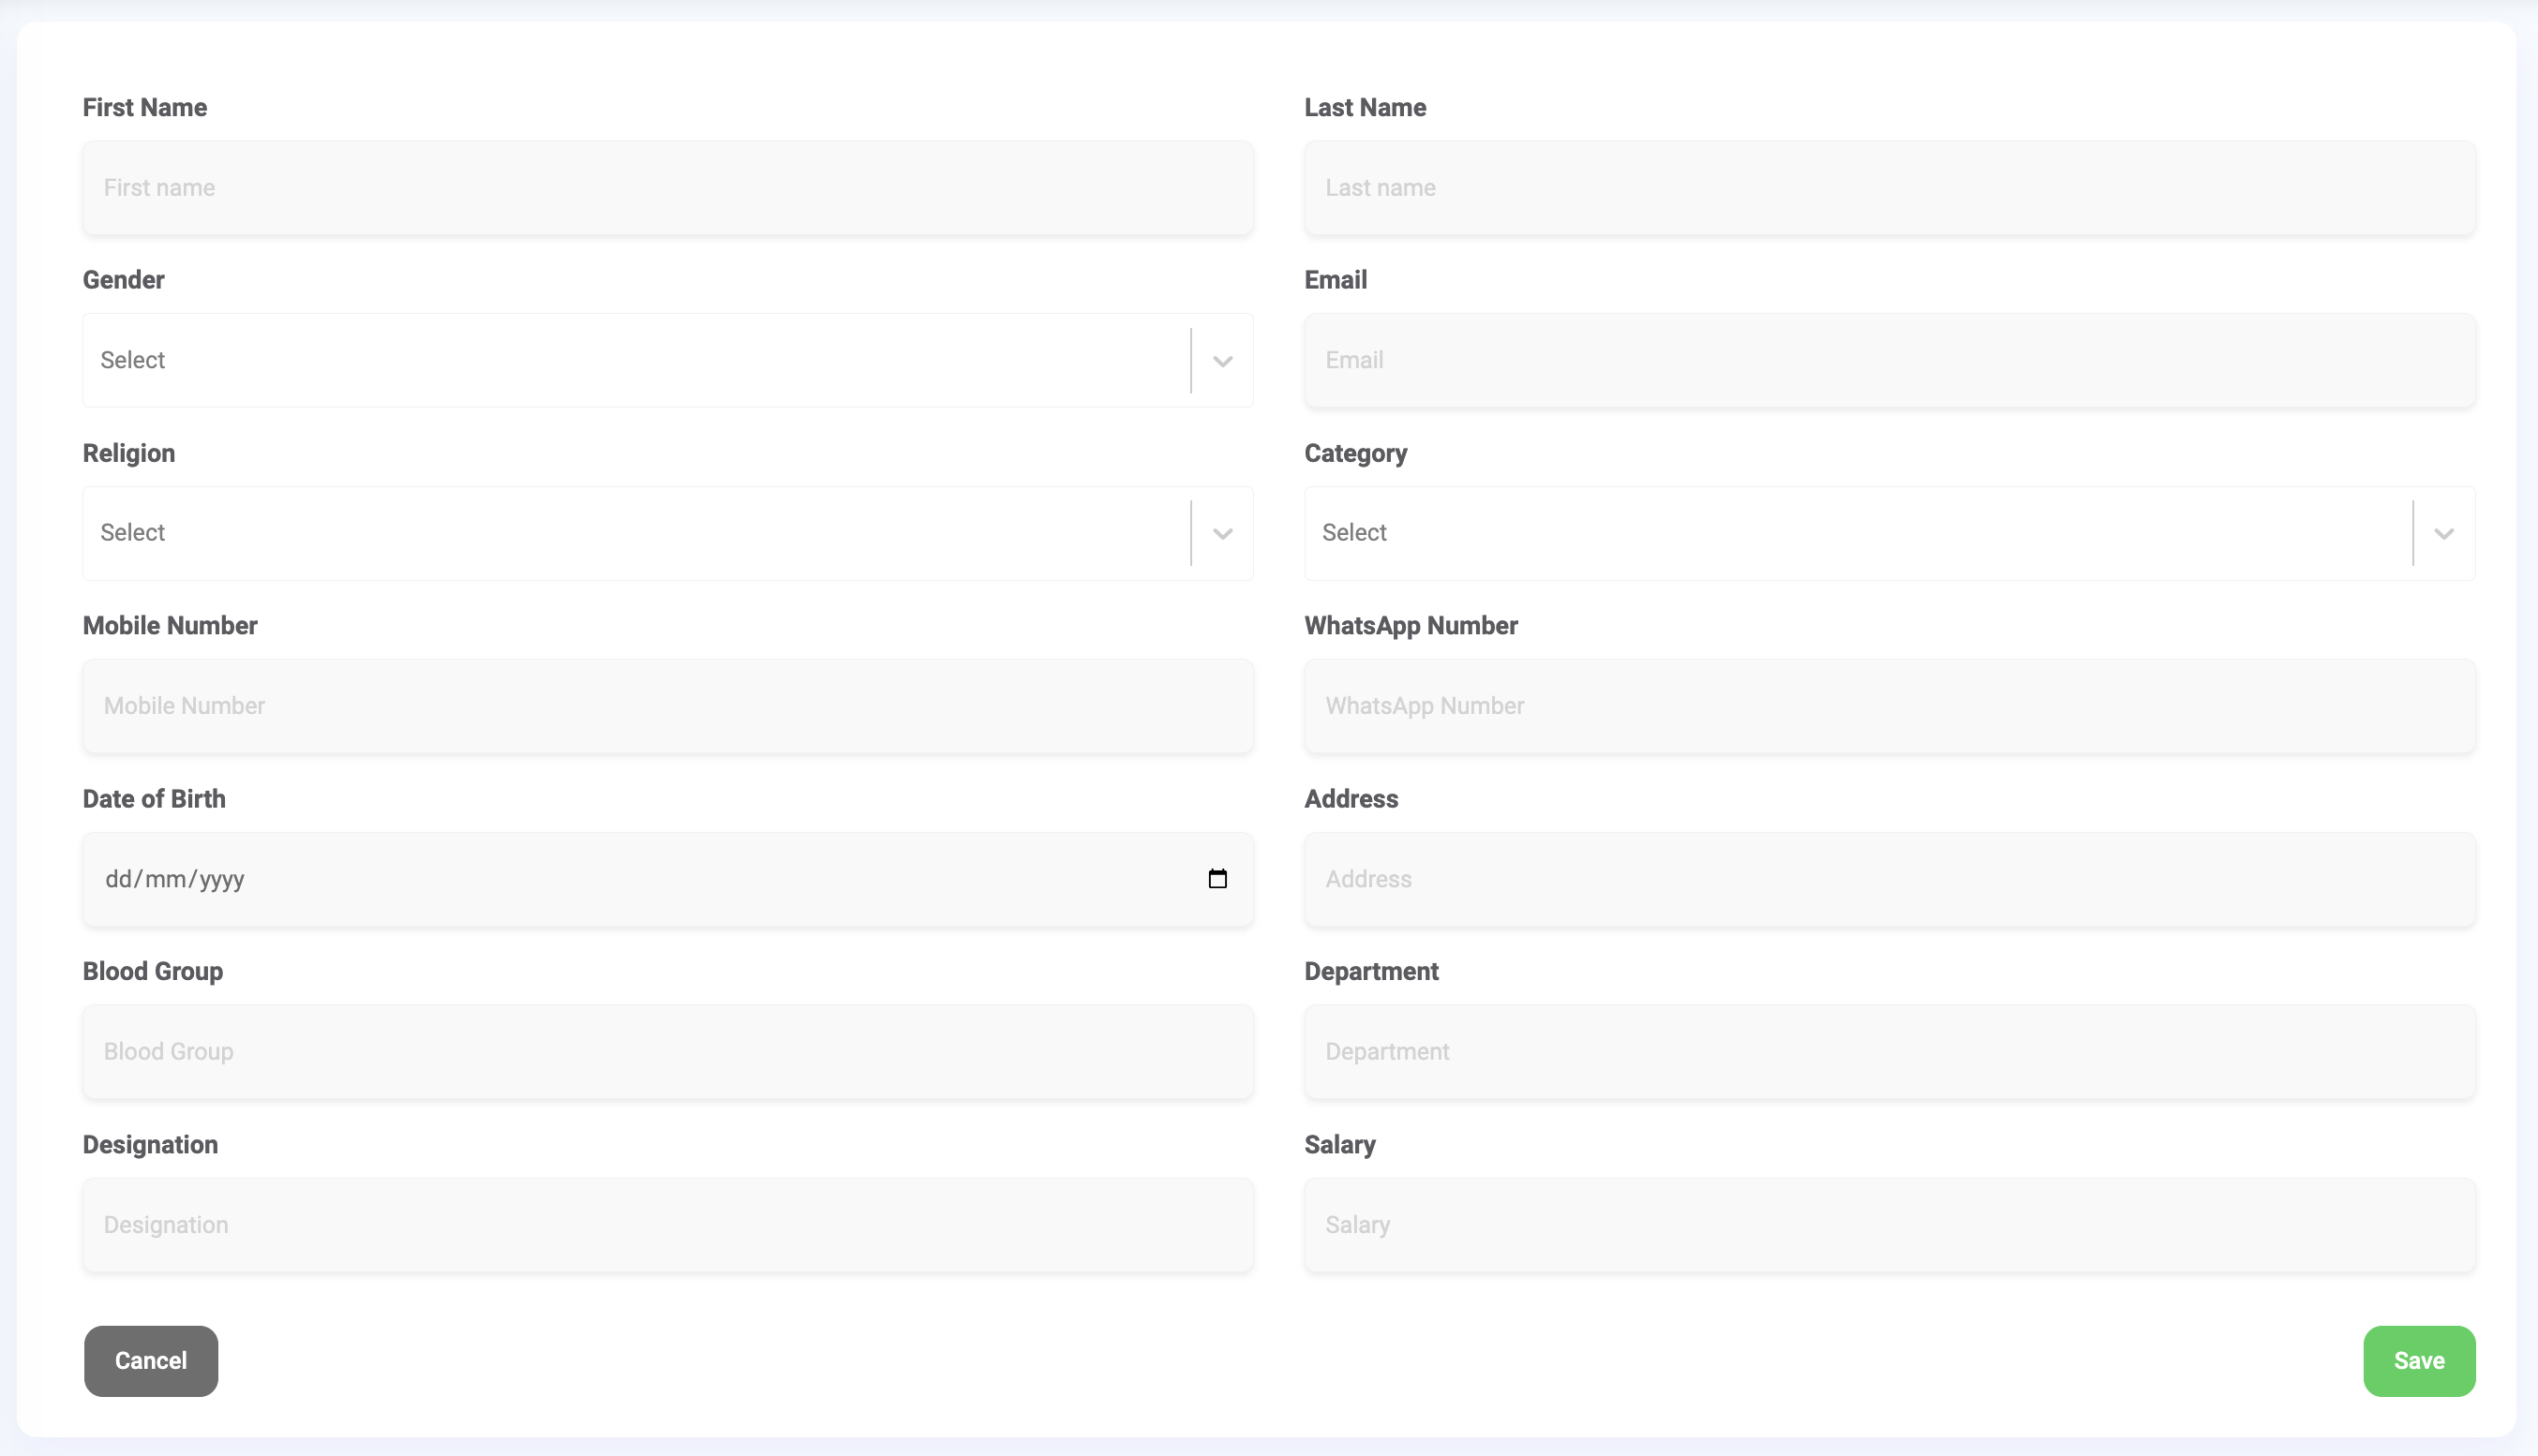 First Name
Last Name
First name
Last name
Gender
Email
Select
Email
Religion
Category
Select
Select
Mobile Number
WhatsApp Number
Mobile Number
WhatsApp Number
Date of Birth
Address
dd/mm/yyyy
Address
Blood Group
Department
Blood Group
Department
Designation
Salary
Designation
Salary
Cancel
Save